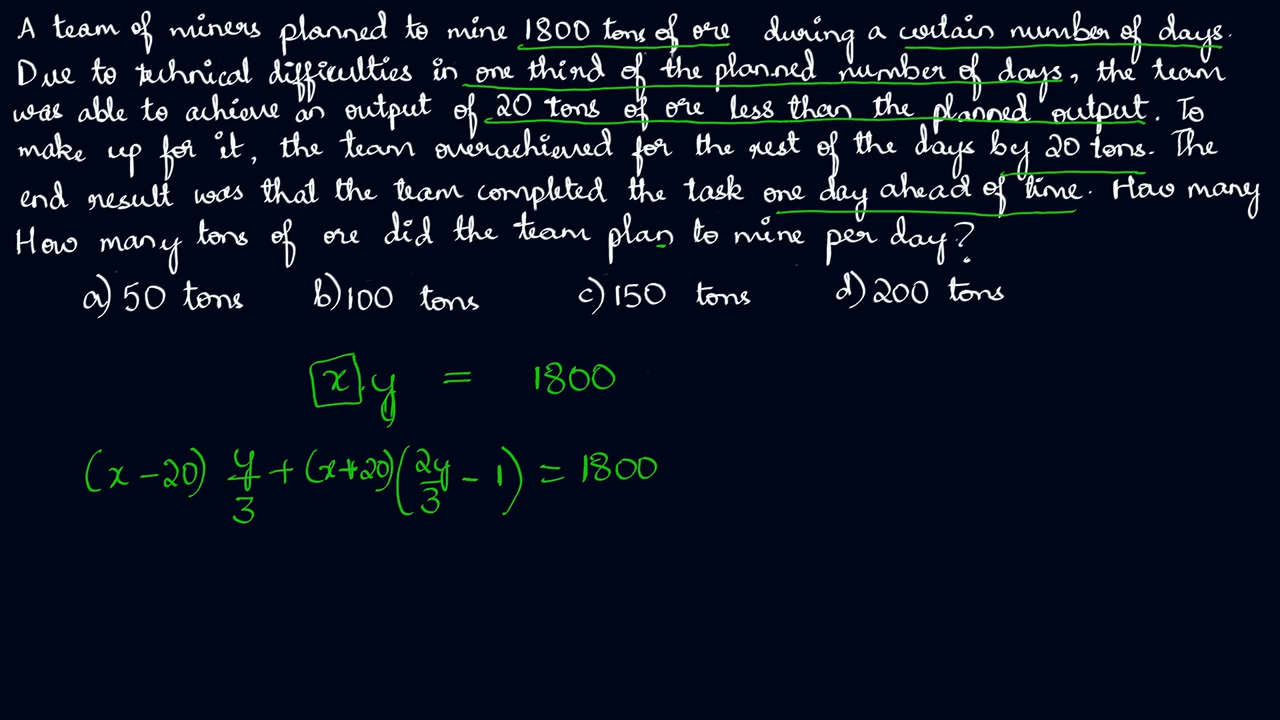 A team of miners planned to mine 1800 tons of ore during a certain number of days.
Due to technical difficulties in one third of the planned number of days, the team
was able to achieve an output of 20 tons of ore less than the planned output. To
make up for it, the team overachieved for the rest of the days by 20 tons. The
end result was that the team completed the task one day ahead of time. How many
How many tons of ore did the team plan to mine per day?
a) 50 tons b) 100 tons c) 150 tons d) 200 tons
x . y = 1800
(x - 20) y/3 + (x+20) (2y/3 - 1) = 1800